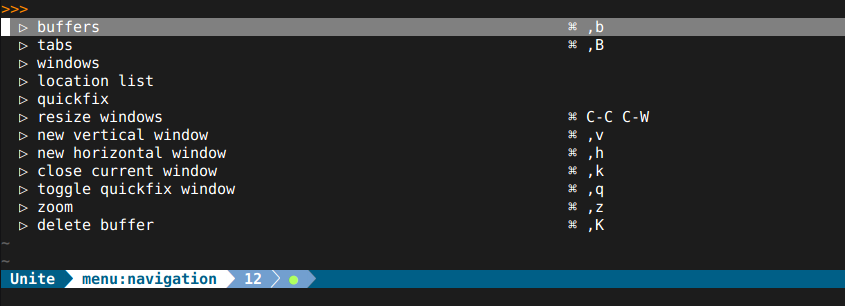 >>>
▷ buffers ⌘ ,b
▷ tabs ⌘ ,B
▷ windows
▷ location list
▷ quickfix
▷ resize windows ⌘ C-C C-W
▷ new vertical window ⌘ ,v
▷ new horizontal window ⌘ ,h
▷ close current window ⌘ ,k
▷ toggle quickfix window ⌘ ,q
▷ zoom ⌘ ,z
▷ delete buffer ⌘ ,K
~
~
Unite menu:navigation 12 ●